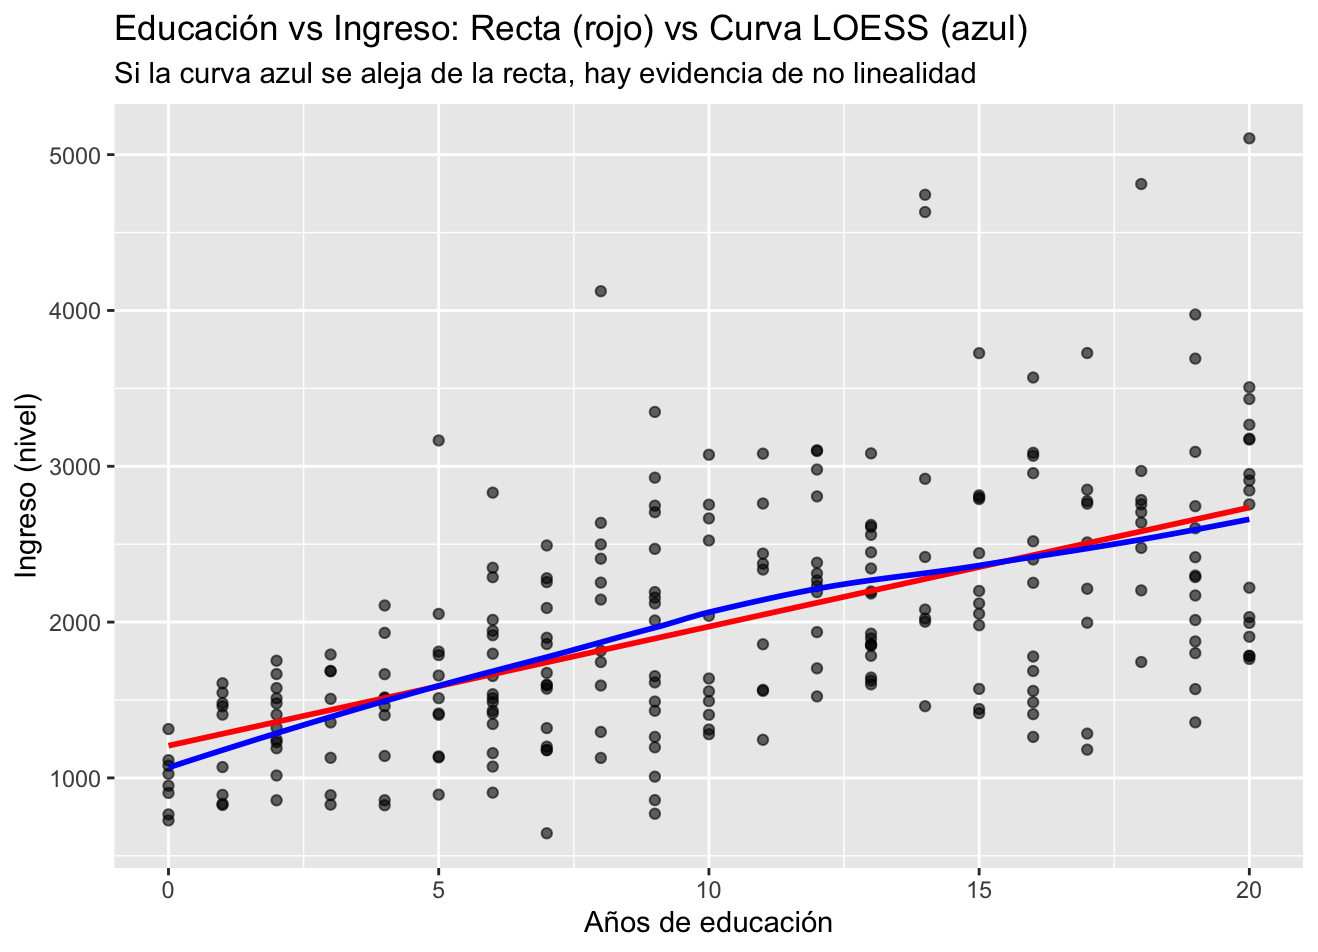 Educación vs Ingreso: Recta (rojo) vs Curva LOESS (azul)
Si la curva azul se aleja de la recta, hay evidencia de no linealidad
5000
4000
3000
2000
1000
Ingreso (nivel)
0
5
10
15
20
Años de educación